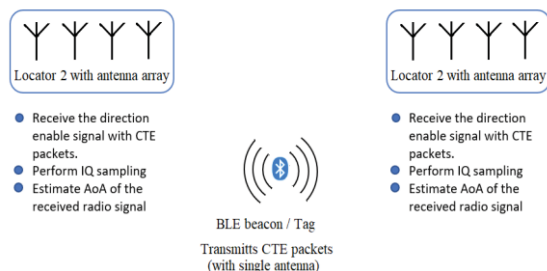 Locator 2 with antenna array
Receive the direction
enable signal with CTE
packets.
Perform IQ sampling
Estimate AoA of the
received radio signal
BLE beacon / Tag
Transmitts CTE packets
(with single antenna)
Locator 2 with antenna array
Receive the direction
enable signal with CTE
packets.
Perform IQ sampling
Estimate AoA of the
received radio signal